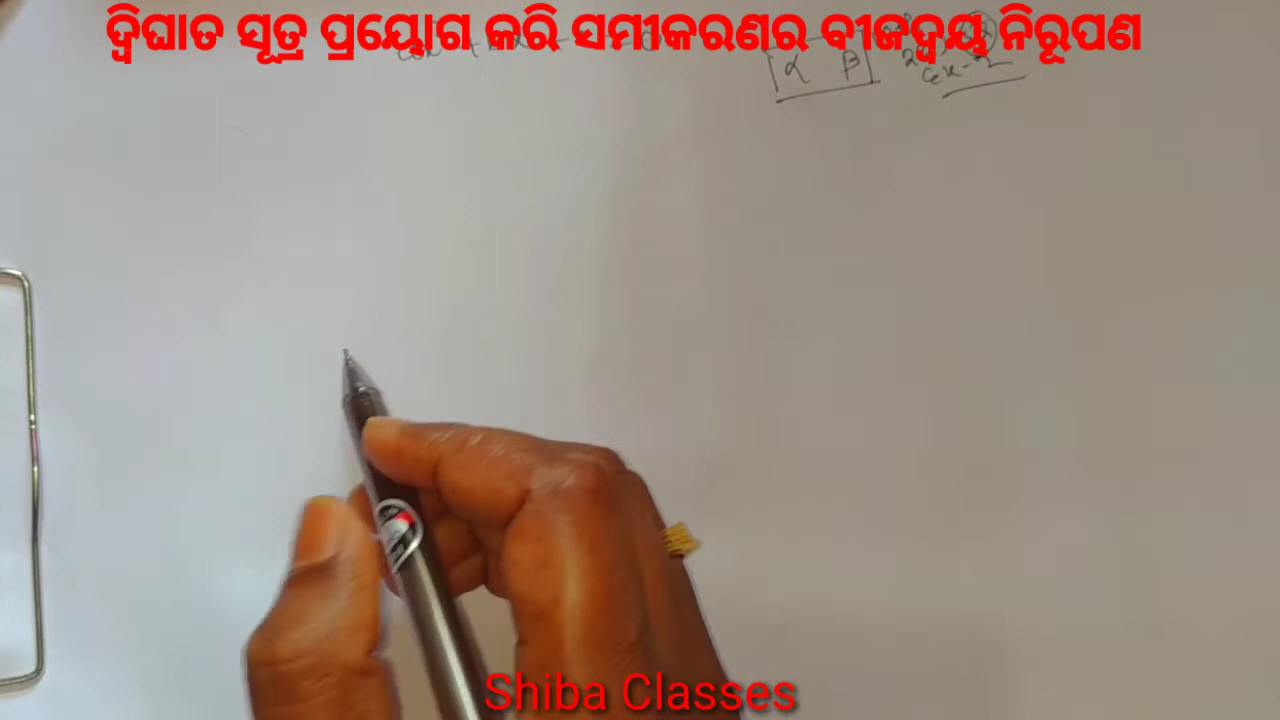 ଦ୍ୱିଘାତ ସୂତ୍ର ପ୍ରୟୋଗ କରି ସମୀକରଣର ବୀଜଦ୍ୱୟ ନିରୂପଣ
α β
Shiba Classes